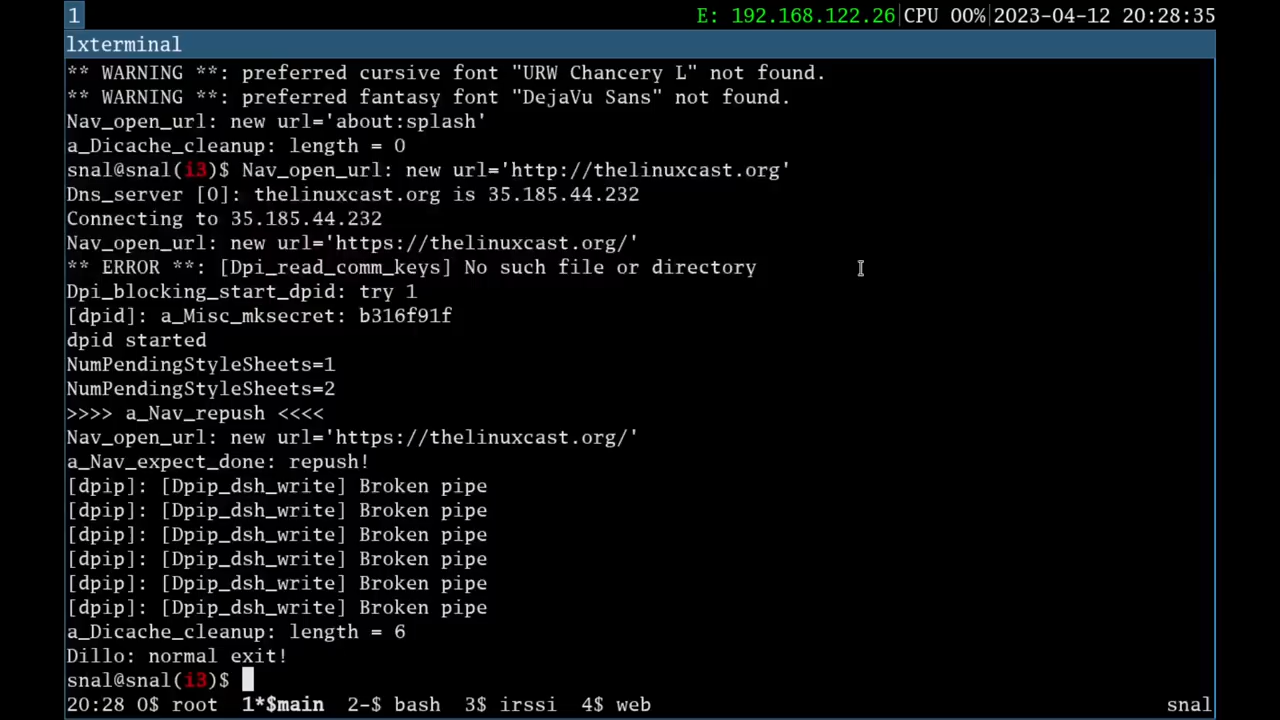 1 E: 192.168.122.26|CPU 00%|2023-04-12 20:28:35
lxterminal
** WARNING **: preferred cursive font "URW Chancery L" not found.
** WARNING **: preferred fantasy font "DejaVu Sans" not found.
Nav_open_url: new url='about:splash'
a_Dicache_cleanup: length = 0
snal@snal(i3)$ Nav_open_url: new url='http://thelinuxcast.org'
Dns_server [0]: thelinuxcast.org is 35.185.44.232
Connecting to 35.185.44.232
Nav_open_url: new url='https://thelinuxcast.org/'
** ERROR **: [Dpi_read_comm_keys] No such file or directory
Dpi_blocking_start_dpid: try 1
[dpid]: a_Misc_mksecret: b316f91f
dpid started
NumPendingStyleSheets=1
NumPendingStyleSheets=2
>>>> a_Nav_repush <<<<
Nav_open_url: new url='https://thelinuxcast.org/'
a_Nav_expect_done: repush!
[dpip]: [Dpip_dsh_write] Broken pipe
[dpip]: [Dpip_dsh_write] Broken pipe
[dpip]: [Dpip_dsh_write] Broken pipe
[dpip]: [Dpip_dsh_write] Broken pipe
[dpip]: [Dpip_dsh_write] Broken pipe
[dpip]: [Dpip_dsh_write] Broken pipe
a_Dicache_cleanup: length = 6
Dillo: normal exit!
snal@snal(i3)$
20:28 0$ root 1*$main 2-$ bash 3$ irssi 4$ web snal